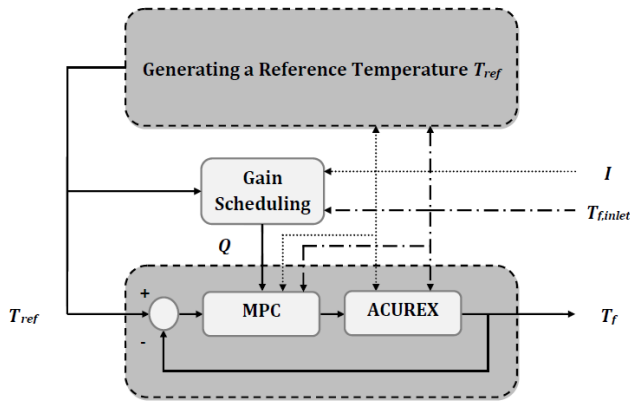 Generating a Reference Temperature Tref
Gain
Scheduling
I
Tf,inlet
Q
+
Tref
MPC
ACUREX
Tf
-